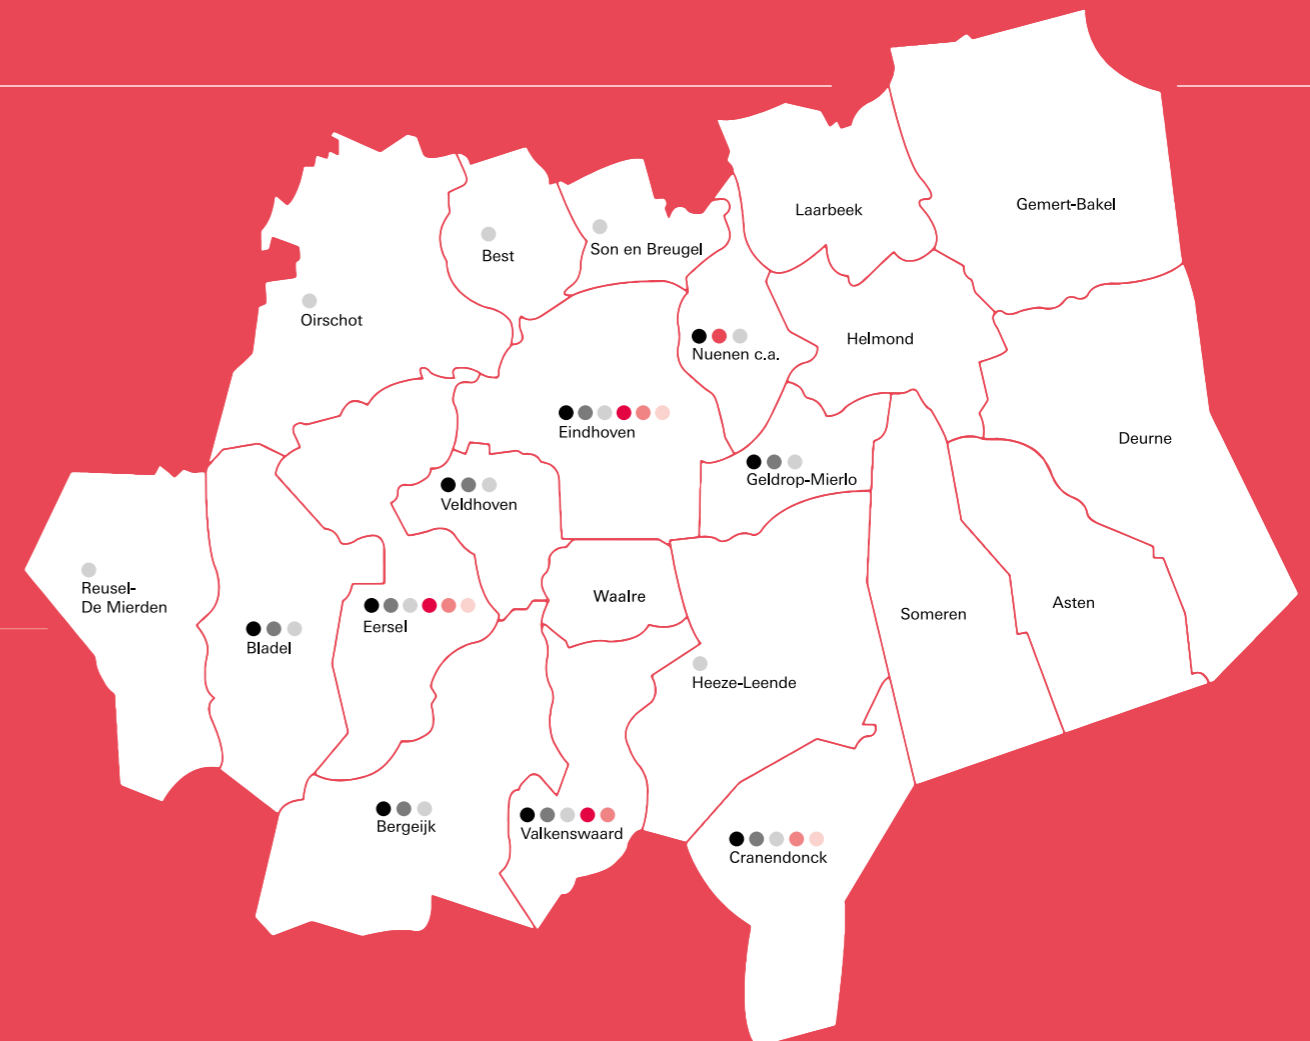 Gemert-Bakel
Laarbeek
Son en Breugel
Best
Oirschot
Helmond
Nuenen c.a.
Eindhoven
Deurne
Geldrop-Mierlo
Veldhoven
Reusel-
De Mierden
Waalre
Asten
Someren
Eersel
Bladel
Heeze-Leende
Bergeijk
Valkenswaard
Cranendonck